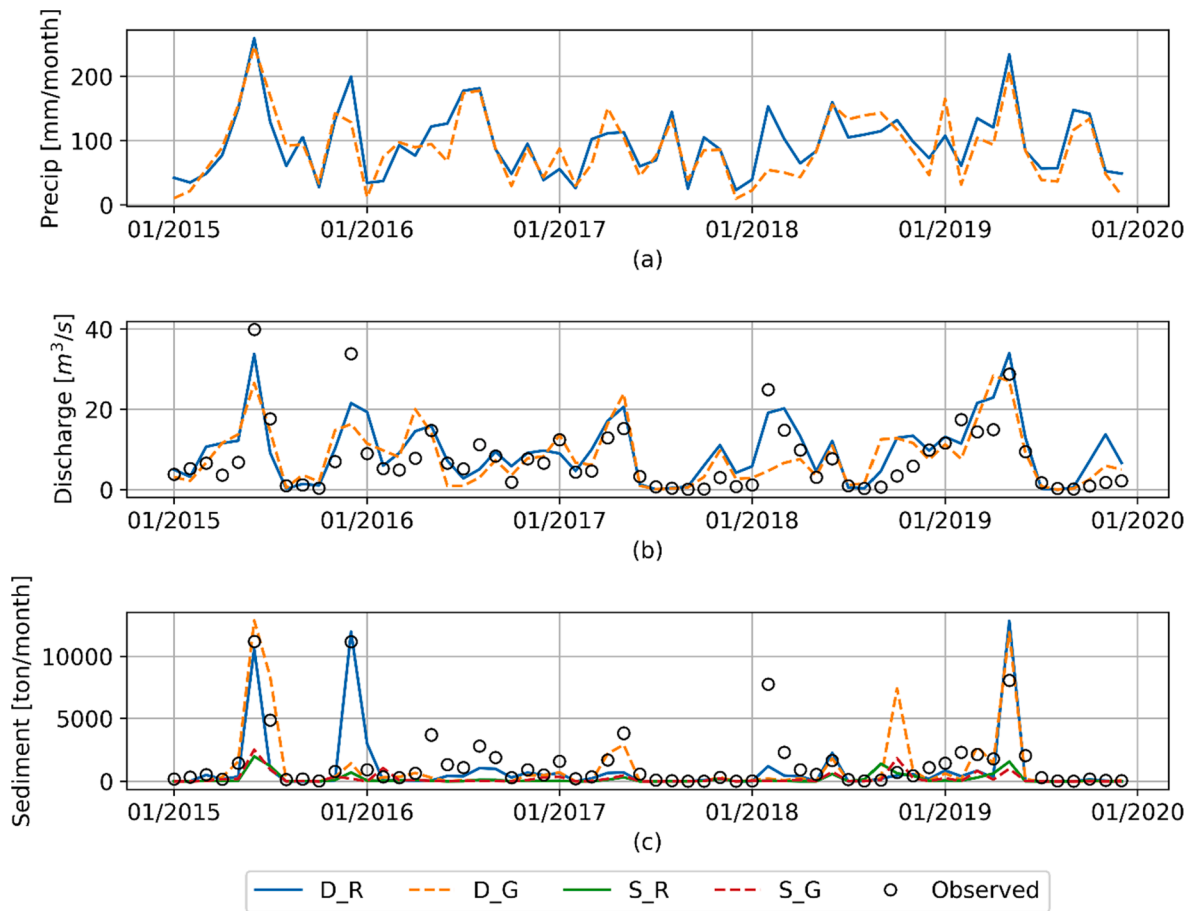 Precip [mm/month]
200
100
0
01/2015 01/2016 01/2017 01/2018 01/2019 01/2020
(a)
Discharge [m³/s]
40
20
0
01/2015 01/2016 01/2017 01/2018 01/2019 01/2020
(b)
Sediment [ton/month]
10000
5000
0
01/2015 01/2016 01/2017 01/2018 01/2019 01/2020
(c)
D_R D_G S_R S_G Observed